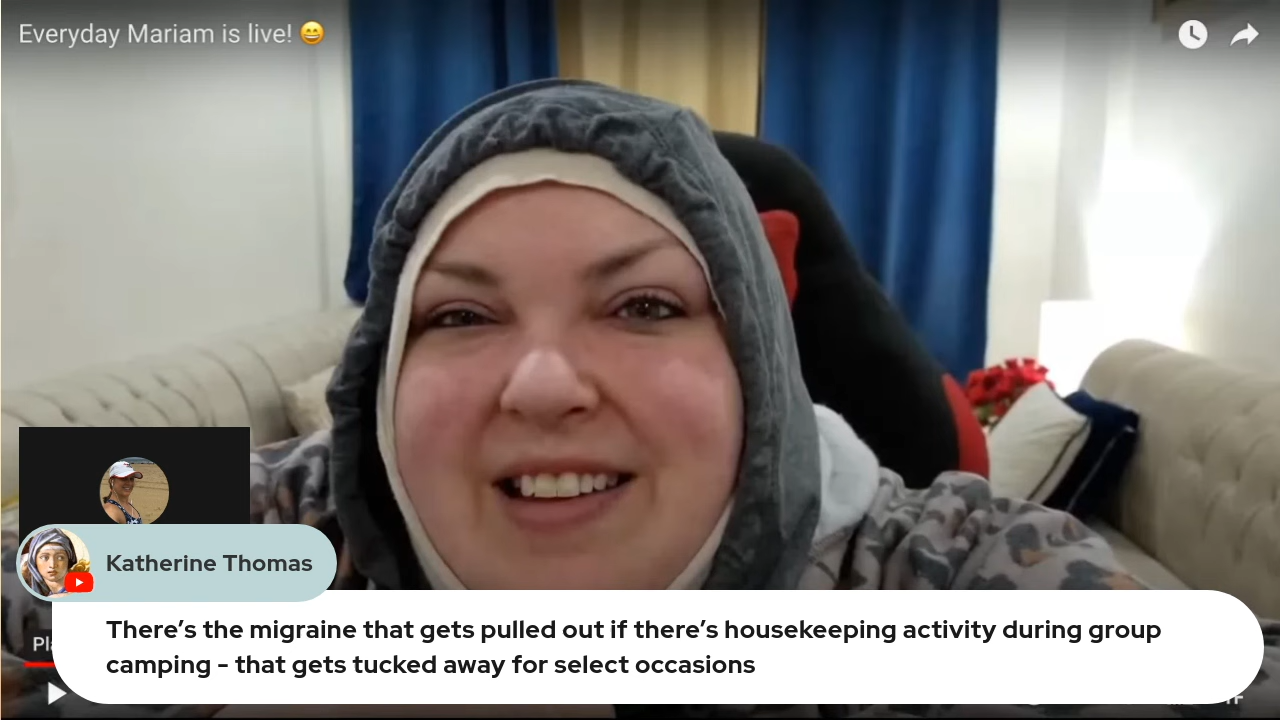 Everyday Mariam is live! 😄
Katherine Thomas
There’s the migraine that gets pulled out if there’s housekeeping activity during group
camping - that gets tucked away for select occasions